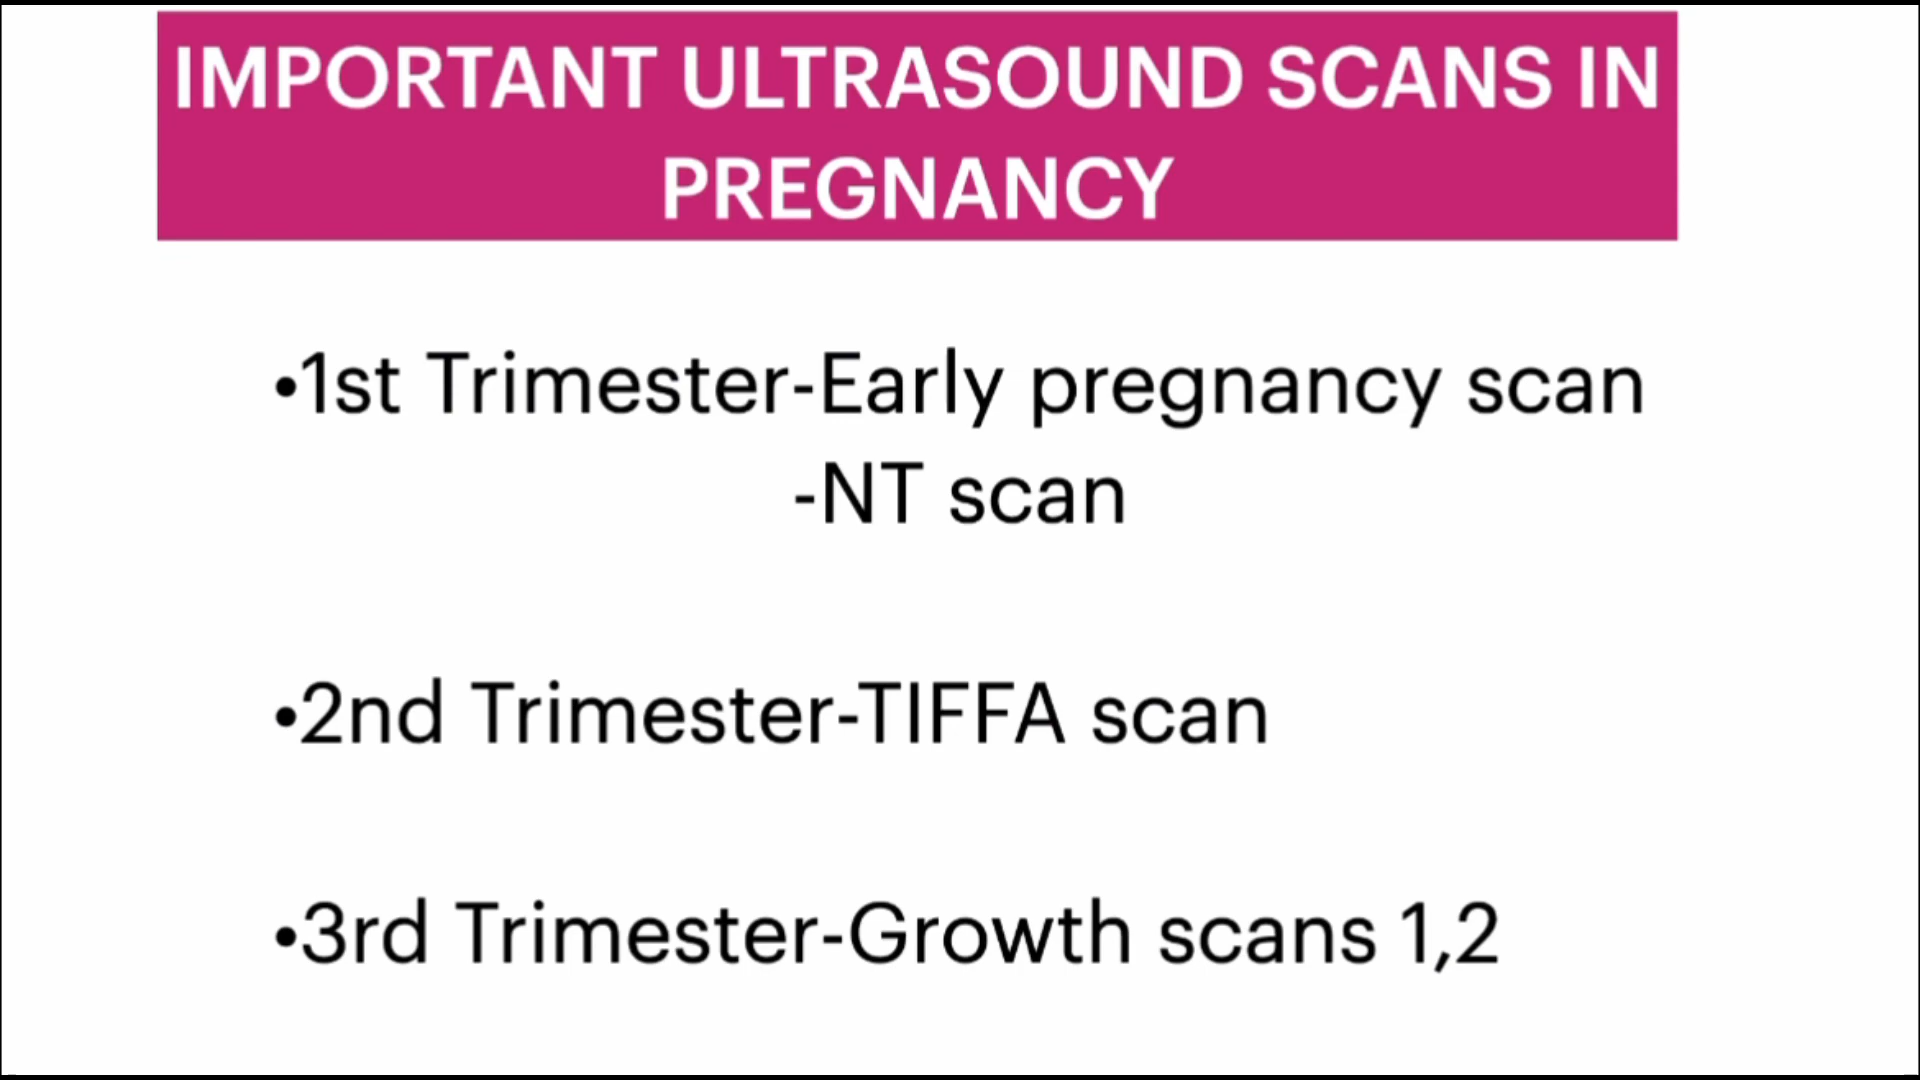 IMPORTANT ULTRASOUND SCANS IN
PREGNANCY
•1st Trimester-Early pregnancy scan
-NT scan
•2nd Trimester-TIFFA scan
•3rd Trimester-Growth scans 1,2